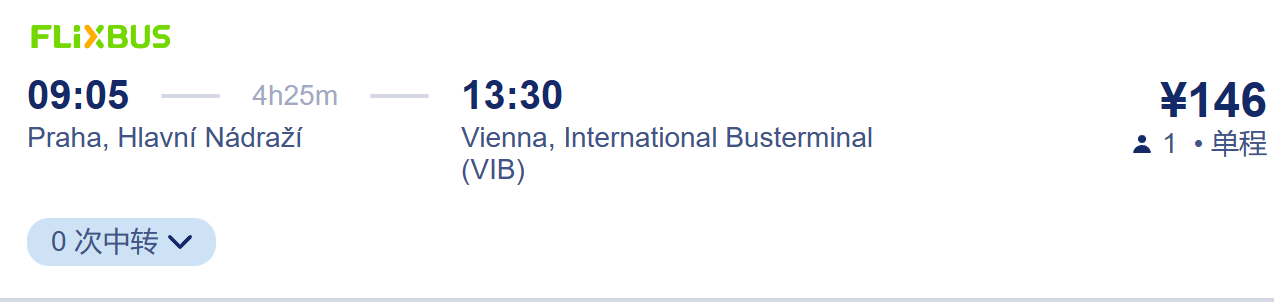 FLiXBUS
09:05 4h25m 13:30 ¥146
Praha, Hlavní Nádraží Vienna, International Busterminal 1 • 单程
(VIB)
0 次中转